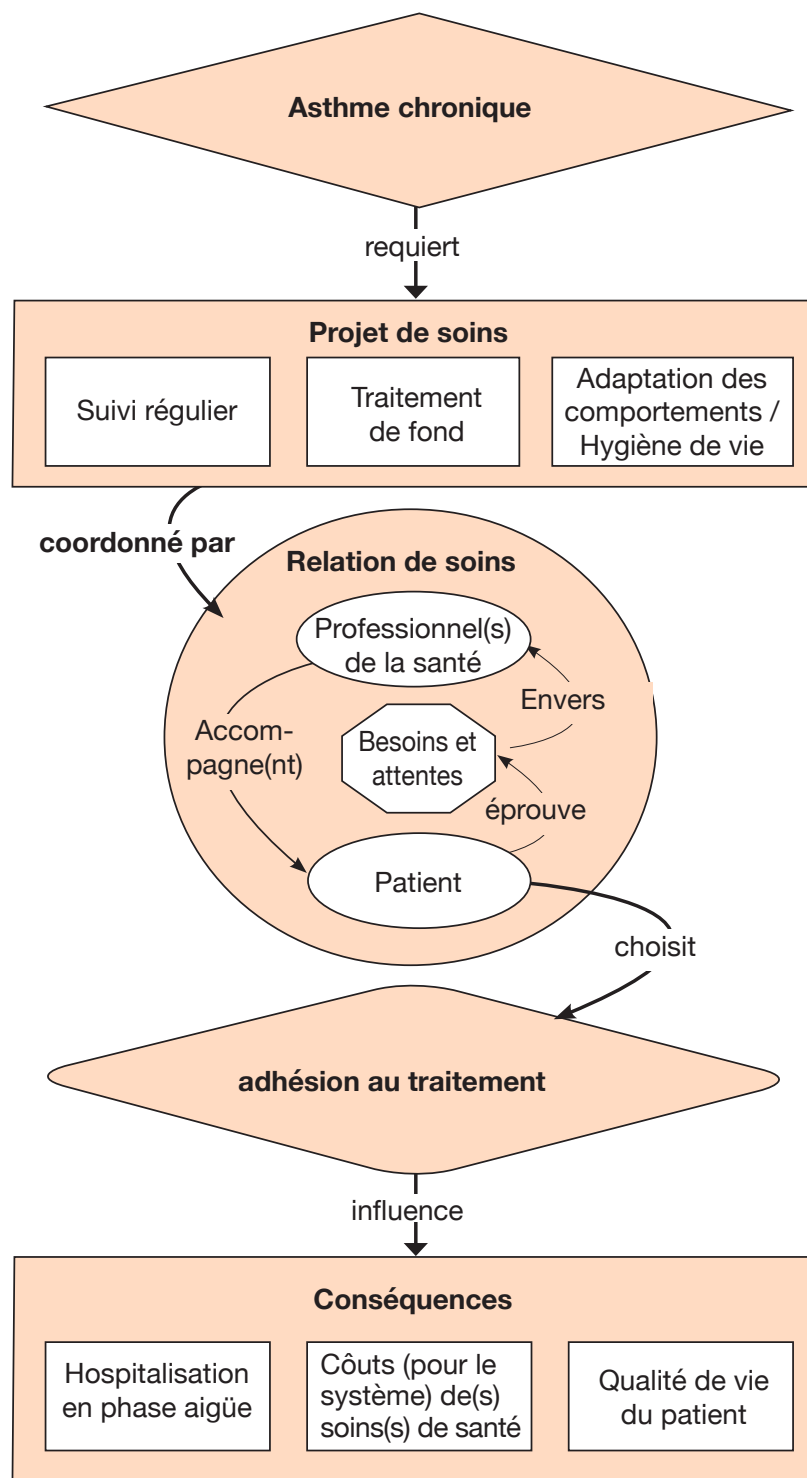 Asthme chronique
requiert
Projet de soins
Suivi régulier
Traitement
de fond
Adaptation des
comportements /
Hygiène de vie
coordonné par
Relation de soins
Professionnel(s)
de la santé
Envers
Accom-
pagne(nt)
Besoins et
attentes
éprouve
Patient
choisit
adhésion au traitement
influence
Conséquences
Hospitalisation
en phase aigüe
Côuts (pour le
système) de(s)
soins(s) de santé
Qualité de vie
du patient